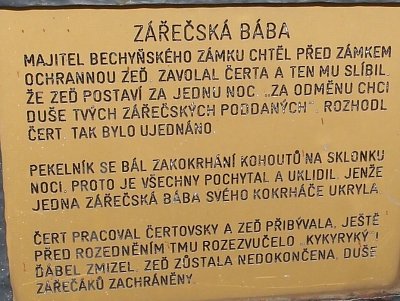 ZÁŘEČSKÁ BÁBA
MAJITEL BECHYŇSKÉHO ZÁMKU CHTĚL PŘED ZÁMKEM
OCHRANNOU ZEĎ. ZAVOLAL ČERTA A TEN MU SLÍBIL,
ŽE ZEĎ POSTAVÍ ZA JEDNU NOC. „ZA ODMĚNU CHCI
DUŠE TVÝCH ZÁŘEČSKÝCH PODDANÝCH", ROZHODL
ČERT. TAK BYLO UJEDNÁNO.
PEKELNÍK SE BÁL ZAKOKRHÁNÍ KOHOUTŮ NA SKLONKU
NOCI, PROTO JE VŠECHNY POCHYTAL A UKLIDIL. JENŽE
JEDNA ZÁŘEČSKÁ BÁBA SVÉHO KOKRHÁČE UKRYLA.
ČERT PRACOVAL ČERTOVSKY A ZEĎ PŘIBÝVALA. JEŠTĚ
PŘED ROZEDNĚNÍM TMU ROZEZVUČELO „KYKYRYKÝ"!
ĎÁBEL ZMIZEL. ZEĎ ZŮSTALA NEDOKONČENA, DUŠE
ZÁŘEČÁKŮ ZACHRÁNĚNY.